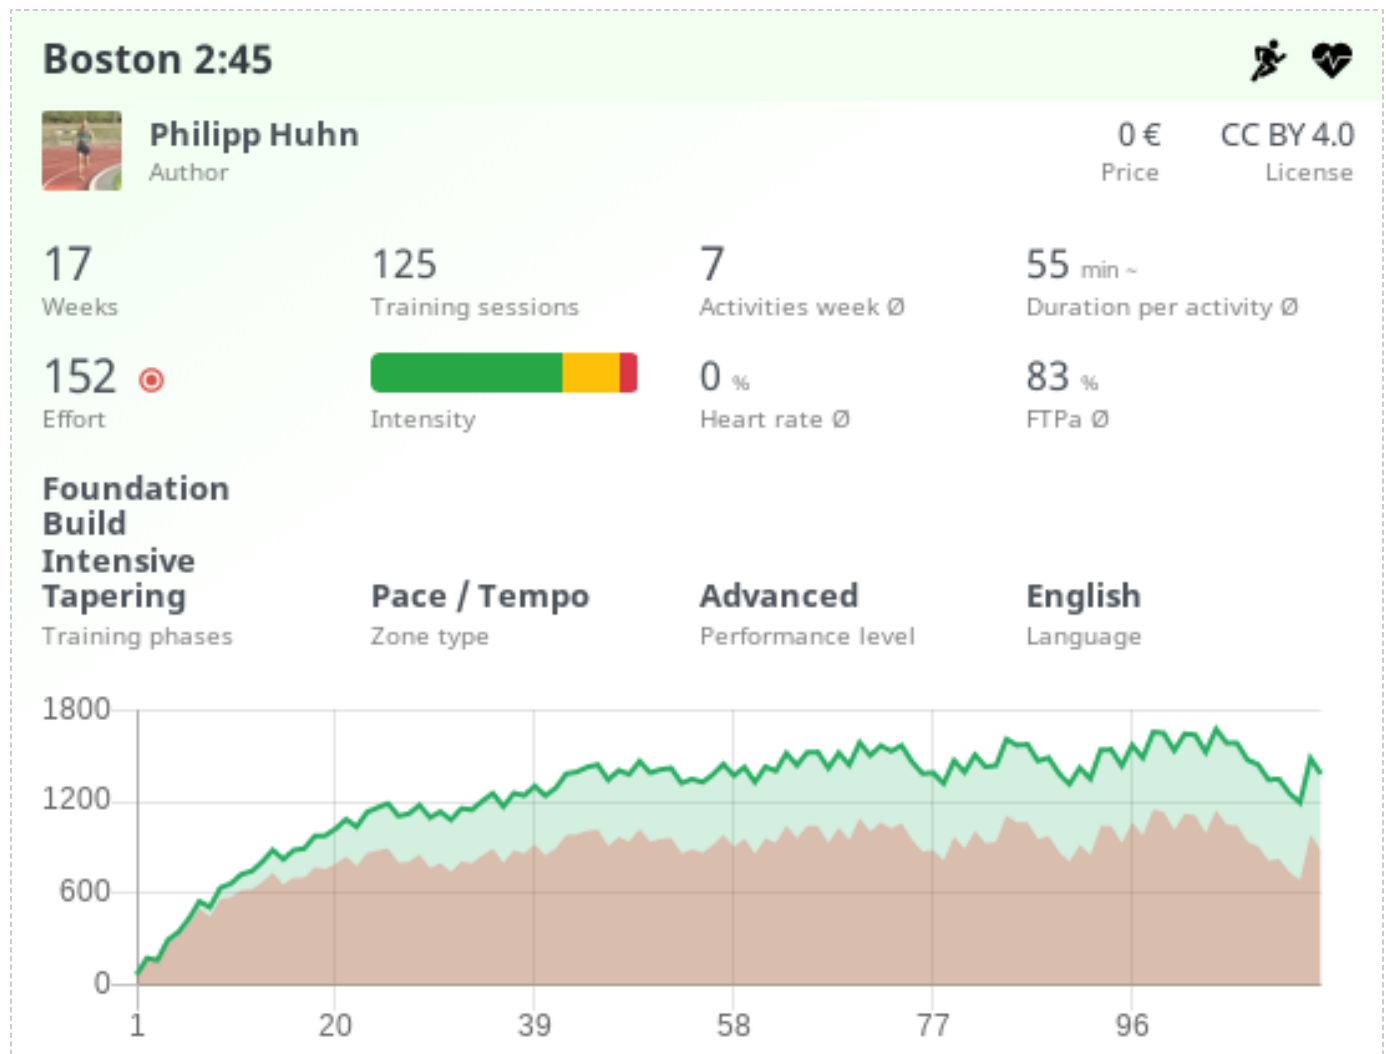 Boston 2:45
Philipp Huhn
Author
0 €
Price
CC BY 4.0
License
17
Weeks
125
Training sessions
7
Activities week Ø
55 min ~
Duration per activity Ø
152
Effort
Intensity
0 %
Heart rate Ø
83 %
FTPa Ø
Foundation
Build
Intensive
Tapering
Training phases
Pace / Tempo
Zone type
Advanced
Performance level
English
Language
1800
1200
600
0
1 20 39 58 77 96